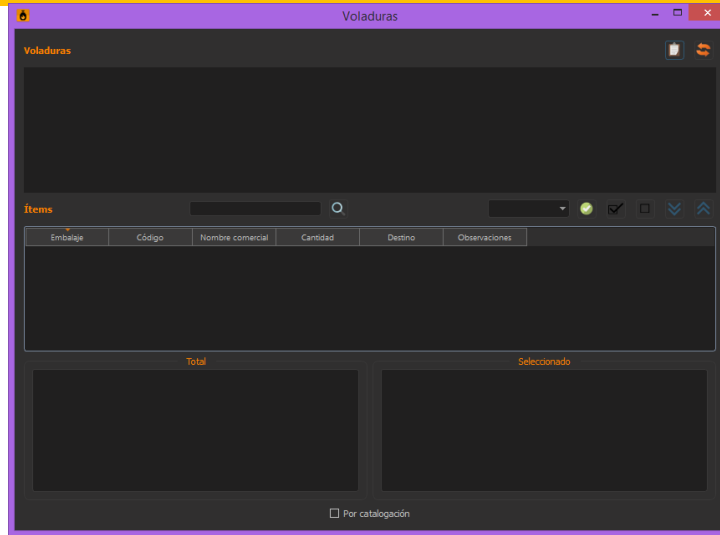 Voladuras
Voladuras
Ítems
Embalaje Código Nombre comercial Cantidad Destino Observaciones
Total Seleccionado
Por catalogación